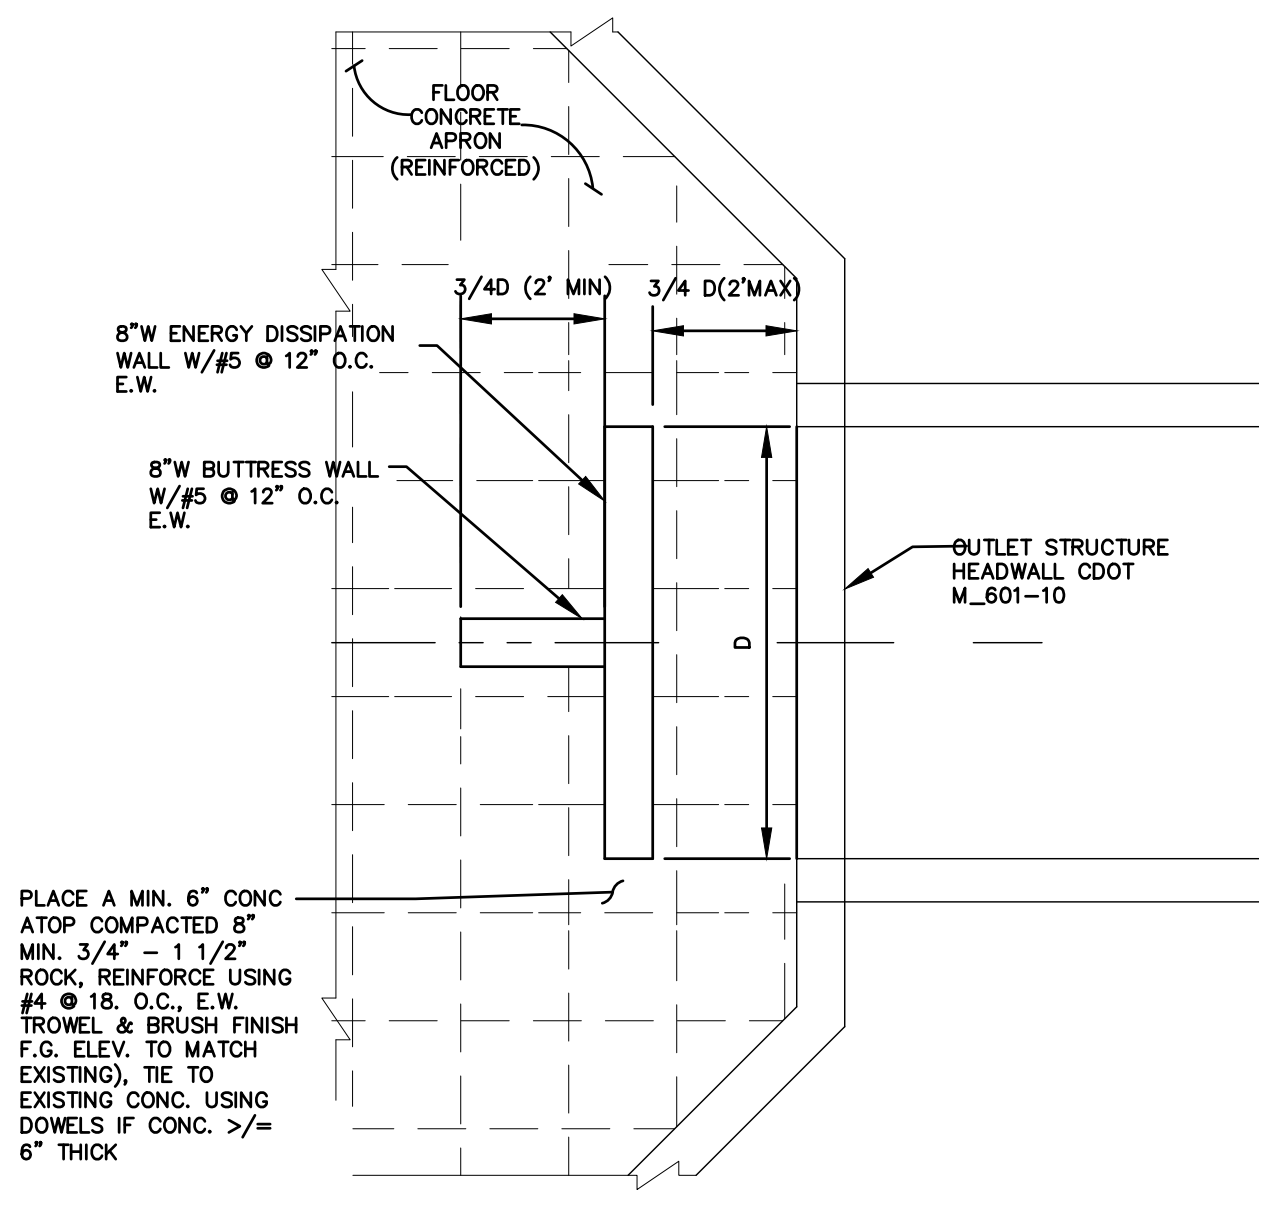 FLOOR
CONCRETE
APRON
(REINFORCED)
3/4D (2' MIN)
3/4 D(2'MAX)
8"W ENERGY DISSIPATION
WALL W/#5 @ 12" O.C.
E.W.
8"W BUTTRESS WALL
W/#5 @ 12" O.C.
E.W.
OUTLET STRUCTURE
HEADWALL CDOT
M_601-10
D
PLACE A MIN. 6" CONC
ATOP COMPACTED 8"
MIN. 3/4" - 1 1/2"
ROCK, REINFORCE USING
#4 @ 18. O.C., E.W.
TROWEL & BRUSH FINISH
F.G. ELEV. TO MATCH
EXISTING), TIE TO
EXISTING CONC. USING
DOWELS IF CONC. >/=
6" THICK